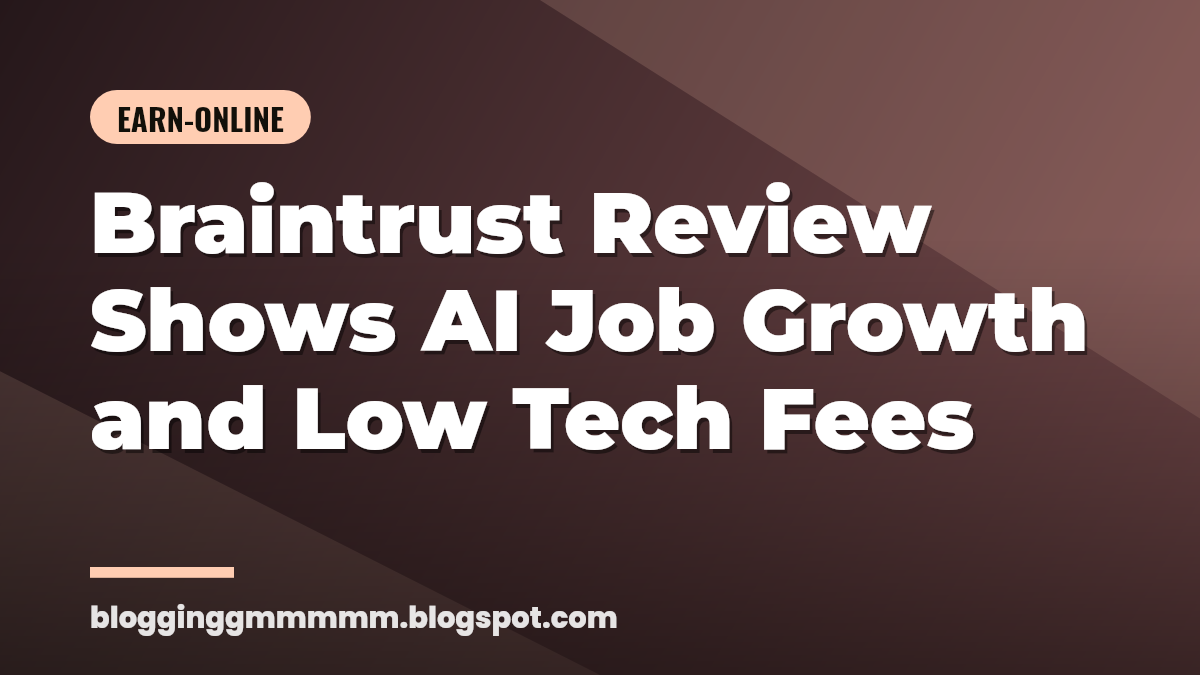 EARN-ONLINE
Braintrust Review
Shows AI Job Growth
and Low Tech Fees
blogginggmmmmm.blogspot.com